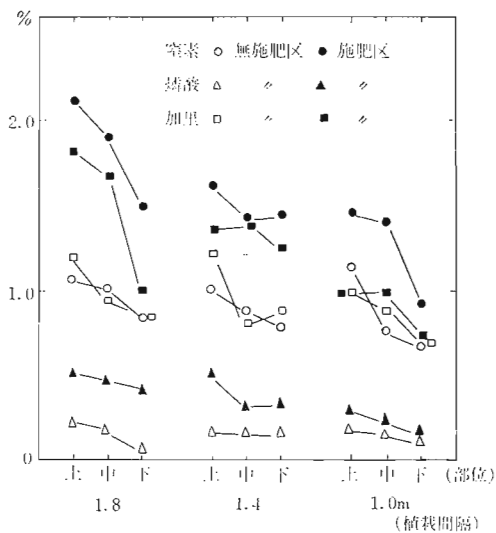 %
窒素 ○ 無施肥区 ● 施肥区
燐酸 △ 〃 ▲ 〃
加里 □ 〃 ■ 〃
2.0
1.0
0
上 中 下 上 中 下 上 中 下 (部位)
1.8 1.4 1.0m
(植栽間隔)